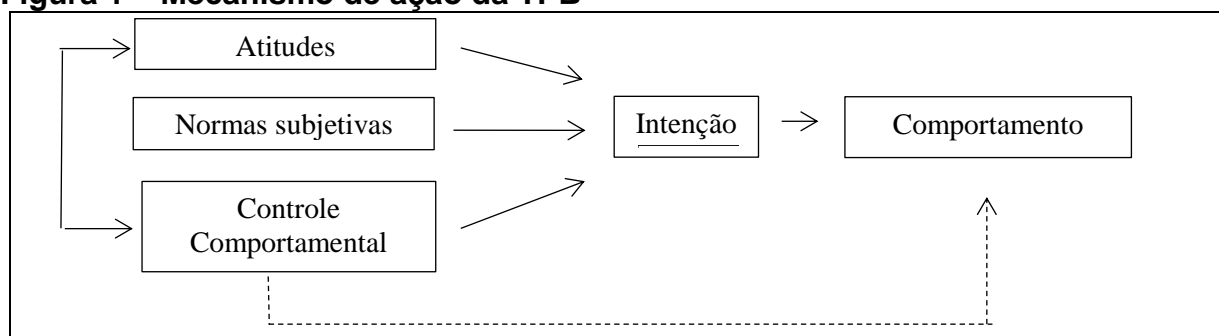 Atitudes
Normas subjetivas
Intenção
Comportamento
Controle
Comportamental